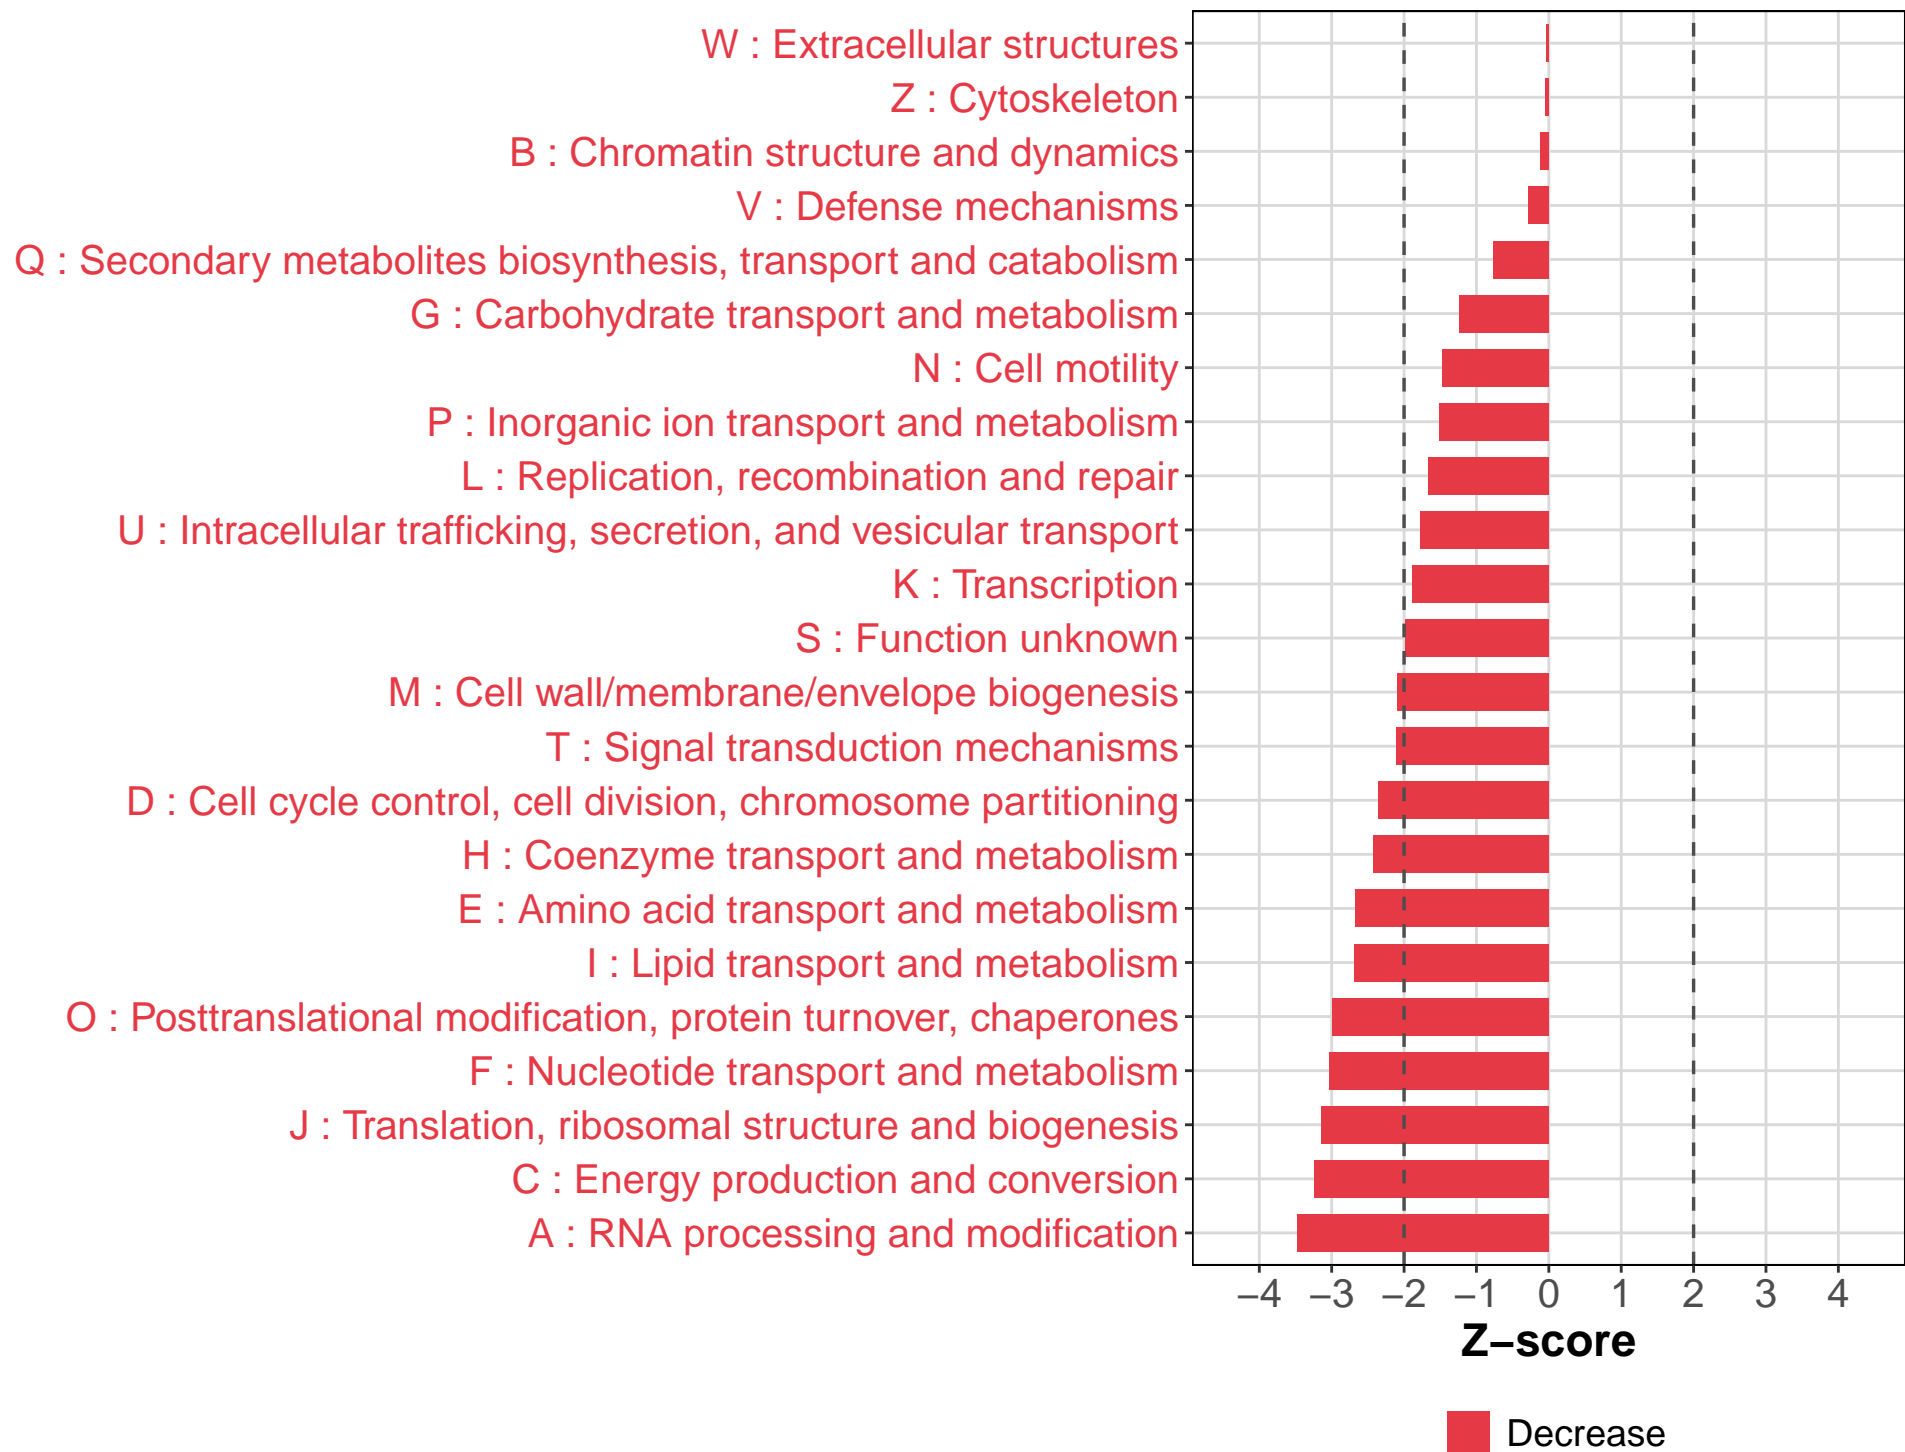 W : Extracellular structures
Z : Cytoskeleton
B : Chromatin structure and dynamics
V : Defense mechanisms
Q : Secondary metabolites biosynthesis, transport and catabolism
G : Carbohydrate transport and metabolism
N : Cell motility
P : Inorganic ion transport and metabolism
L : Replication, recombination and repair
U : Intracellular trafficking, secretion, and vesicular transport
K : Transcription
S : Function unknown
M : Cell wall/membrane/envelope biogenesis
T : Signal transduction mechanisms
D : Cell cycle control, cell division, chromosome partitioning
H : Coenzyme transport and metabolism
E : Amino acid transport and metabolism
I : Lipid transport and metabolism
O : Posttranslational modification, protein turnover, chaperones
F : Nucleotide transport and metabolism
J : Translation, ribosomal structure and biogenesis
C : Energy production and conversion
A : RNA processing and modification
−4 −3 −2 −1 0 1 2 3 4
Z−score
Decrease